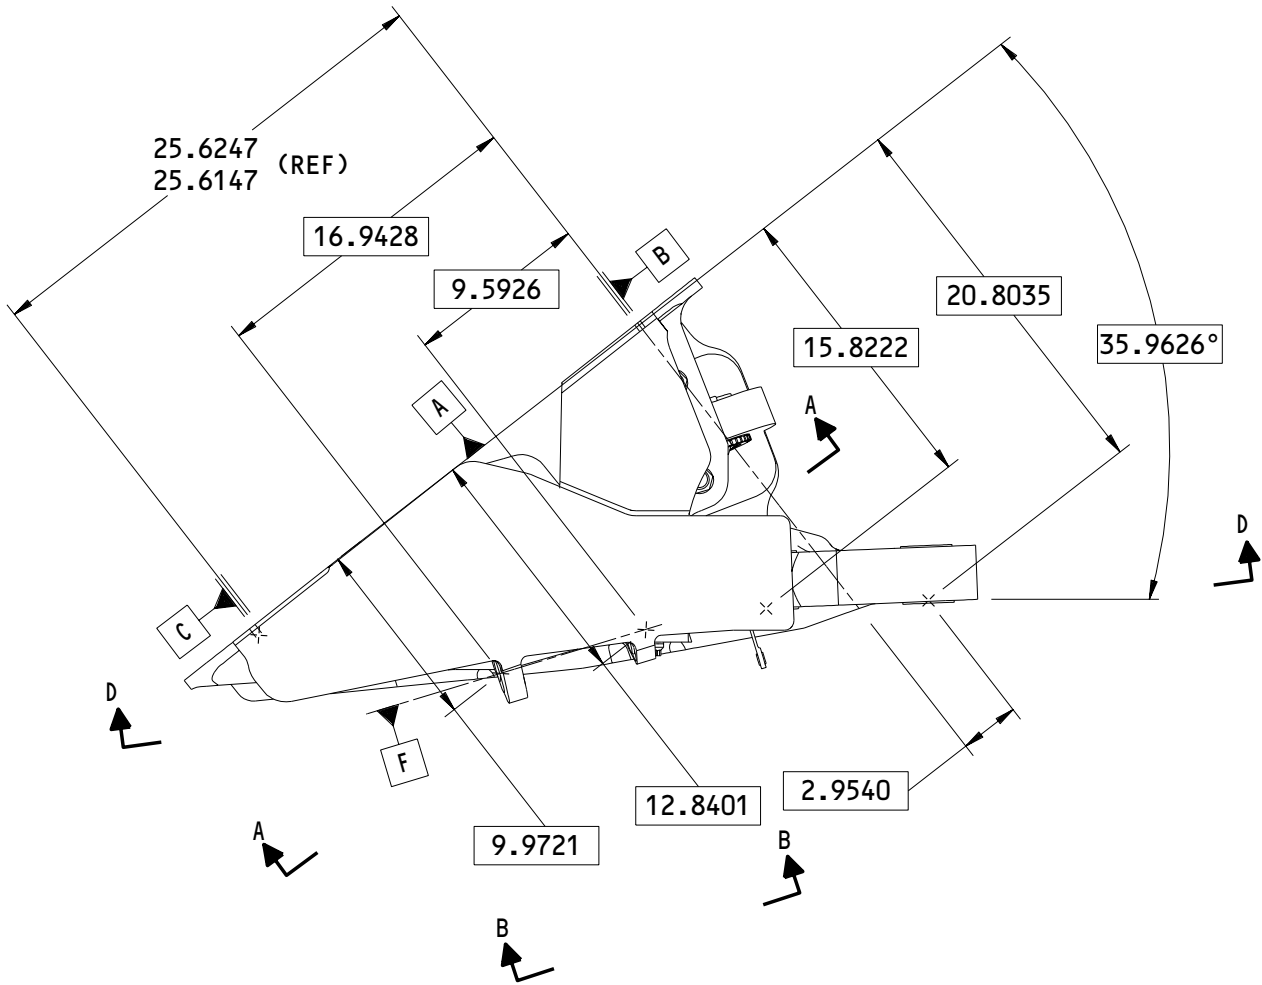 25.6247
25.6147
(REF)
16.9428
9.5926
B
20.8035
15.8222
35.9626°
A
A
D
C
D
F
12.8401
2.9540
9.9721
A
B
B